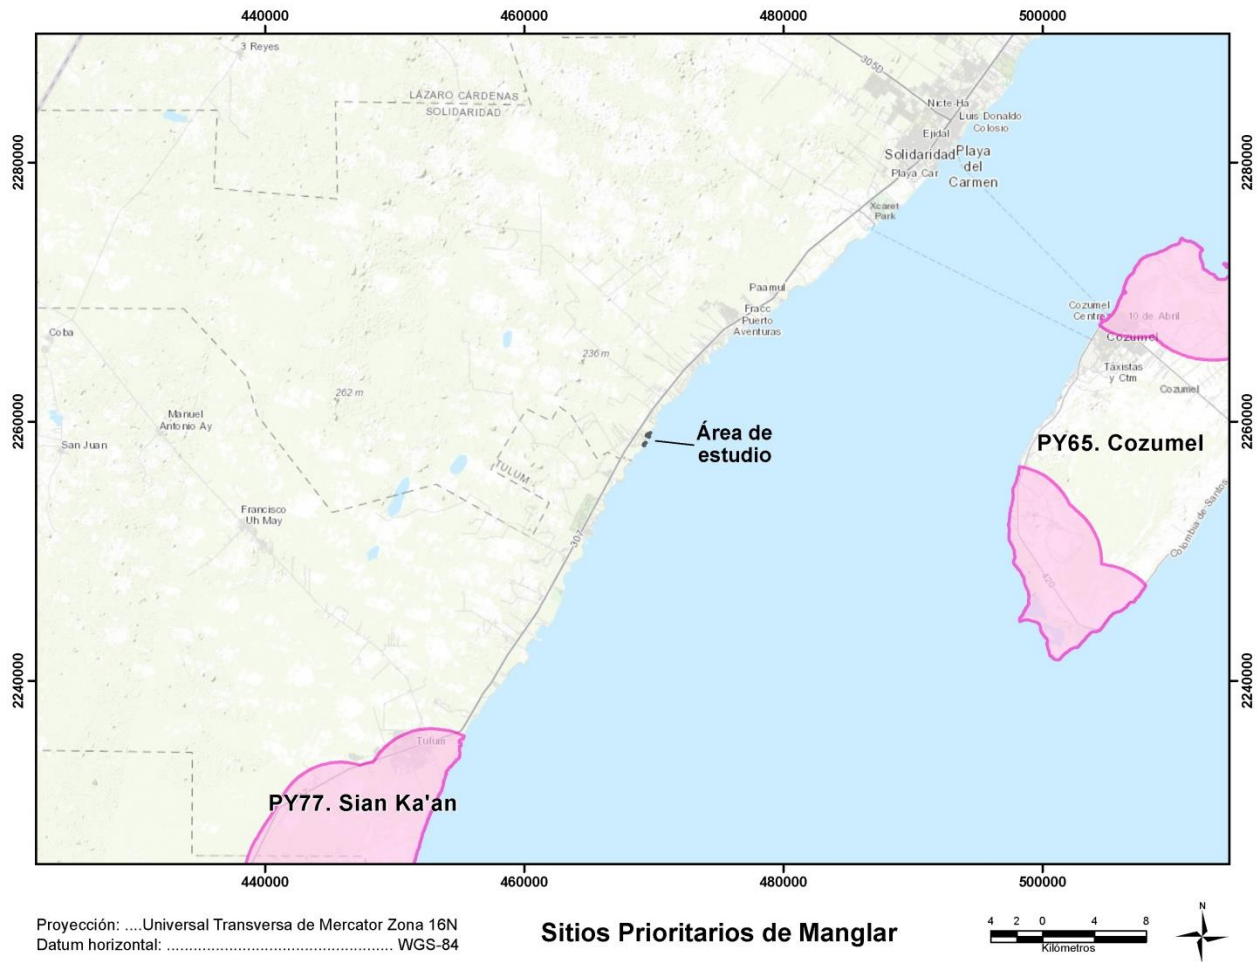 440000
460000
480000
500000
3 Reyes
305D
LÁZARO CÁRDENAS
SOLIDARIDAD
Nicte-Ha
Luis Donaldo
Colosio
Ejidal
2280000
Solidaridad
Playa
del
Carmen
2280000
Playa Car
Xcaret
Park
Paamul
Fracc
Puerto
Aventuras
Cozumel
Centre
10 de Abril
Cozumel
Coba
236 m
Taxistas
y Ctm
262 m
Cozumel
Manuel
Antonio Ay
2260000
2260000
San Juan
Área de
estudio
PY65. Cozumel
TULUM
Francisco
Uh May
307
Colombia de Santos
420
2240000
2240000
Tulum
PY77. Sian Ka'an
440000
460000
480000
500000
Proyección: ....Universal Transversa de Mercator Zona 16N
Datum horizontal: ................................................ WGS-84
Sitios Prioritarios de Manglar
4 2 0 4 8
Kilómetros
N